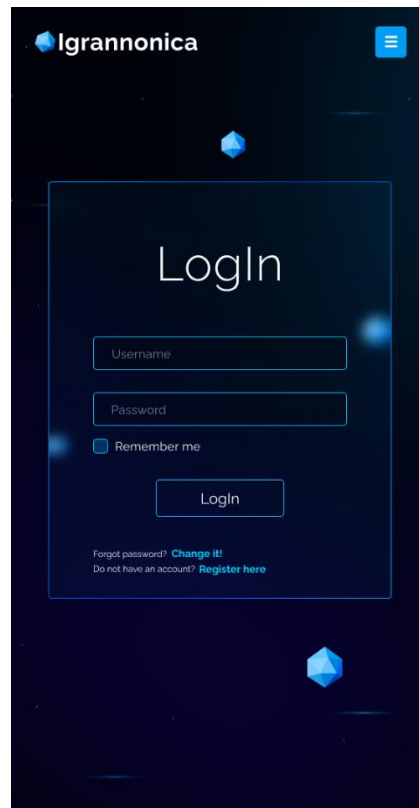 Igrannonica
LogIn
Username
Password
Remember me
LogIn
Forgot password? Change it!
Do not have an account? Register here